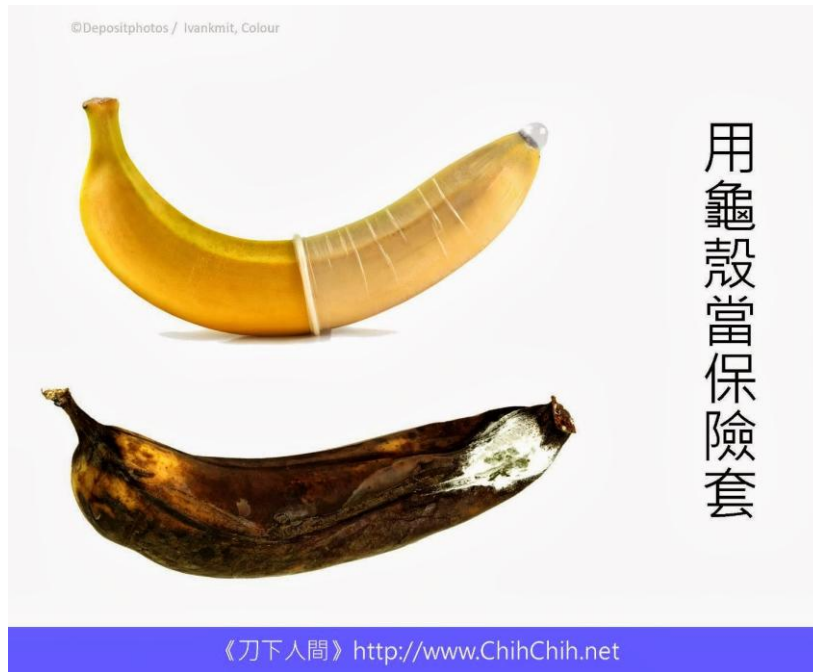 ©Depositphotos / Ivankmit, Colour
用龜殼當保險套
《刀下人間》http://www.ChihChih.net